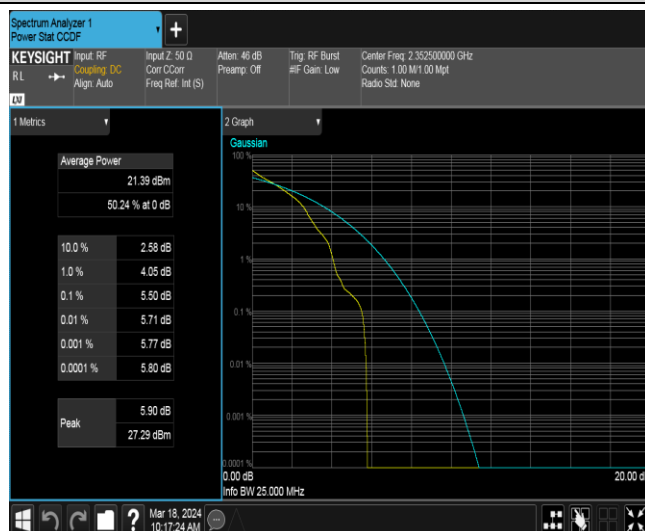 Spectrum Analyzer 1
Power Stat CCDF
+
KEYSIGHT
RL
LXI
Input: RF
Coupling: DC
Align: Auto
Input Z: 50 Ω
Corr CCorr
Freq Ref: Int (S)
Atten: 46 dB
Preamp: Off
Trig: RF Burst
#IF Gain: Low
Center Freq: 2.352500000 GHz
Counts: 1.00 M/1.00 Mpt
Radio Std: None
1 Metrics
Average Power
21.39 dBm
50.24 % at 0 dB
10.0 % 2.58 dB
1.0 % 4.05 dB
0.1 % 5.50 dB
0.01 % 5.71 dB
0.001 % 5.77 dB
0.0001 % 5.80 dB
Peak
5.90 dB
27.29 dBm
2 Graph
Gaussian
100 %
10 %
1 %
0.1 %
0.01 %
0.001 %
0.0001 %
0.00 dB
20.00 d
Info BW 25.000 MHz
?
Mar 18, 2024
10:17:24 AM